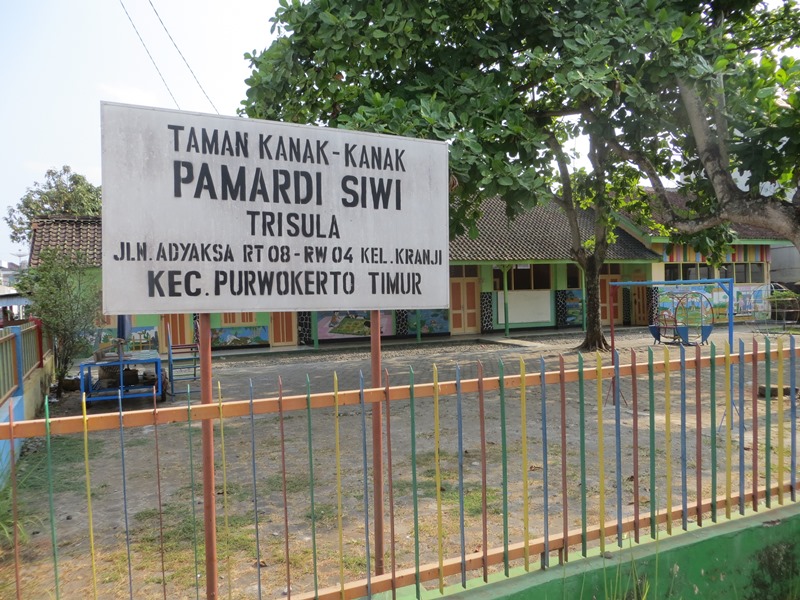 TAMAN KANAK-KANAK
PAMARDI SIWI
TRISULA
JLN. ADYAKSA RT 08-RW 04 KEL. KRANJI
KEC. PURWOKERTO TIMUR